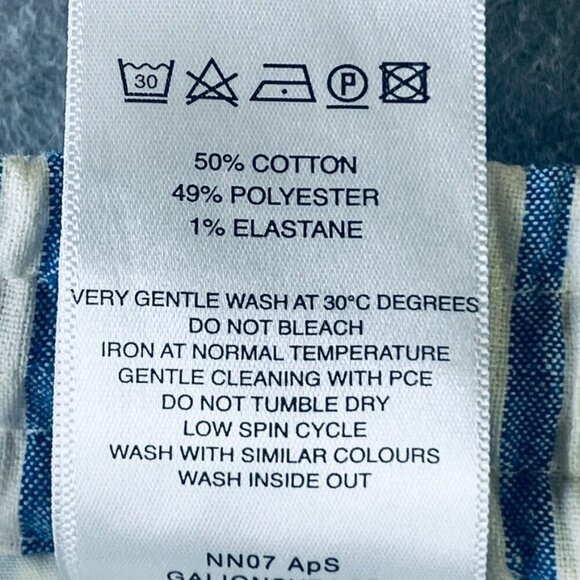 30 P
50% COTTON
49% POLYESTER
1% ELASTANE
VERY GENTLE WASH AT 30°C DEGREES
DO NOT BLEACH
IRON AT NORMAL TEMPERATURE
GENTLE CLEANING WITH PCE
DO NOT TUMBLE DRY
LOW SPIN CYCLE
WASH WITH SIMILAR COLOURS
WASH INSIDE OUT
NN07 ApS